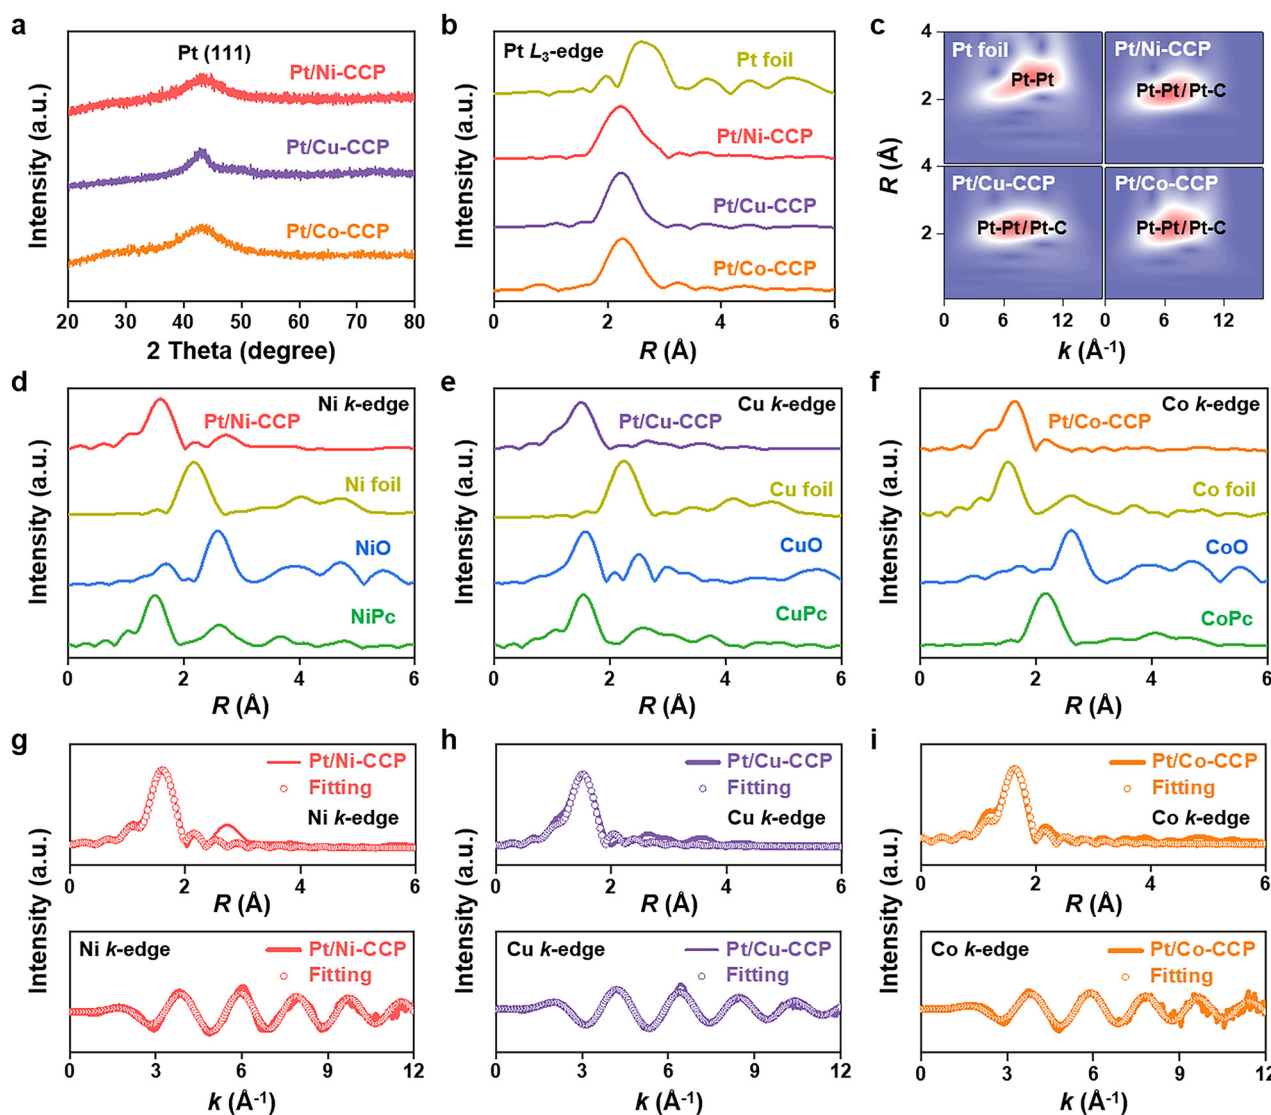 a
Pt (111)
Pt/Ni-CCP
Pt/Cu-CCP
Pt/Co-CCP
Intensity (a.u.)
20 30 40 50 60 70 80
2 Theta (degree)
b
Pt L3-edge
Pt foil
Pt/Ni-CCP
Pt/Cu-CCP
Pt/Co-CCP
Intensity (a.u.)
0 2 4 6
R (Å)
c
4
Pt foil
Pt/Ni-CCP
Pt-Pt
Pt-Pt/Pt-C
2
R (Å)
4
Pt/Cu-CCP
Pt/Co-CCP
Pt-Pt/Pt-C
Pt-Pt/Pt-C
2
0 6 12 0 6 12
k (Å-1)
d
Ni k-edge
Pt/Ni-CCP
Ni foil
NiO
NiPc
Intensity (a.u.)
0 2 4 6
R (Å)
e
Cu k-edge
Pt/Cu-CCP
Cu foil
CuO
CuPc
Intensity (a.u.)
0 2 4 6
R (Å)
f
Co k-edge
Pt/Co-CCP
Co foil
CoO
CoPc
Intensity (a.u.)
0 2 4 6
R (Å)
g
Pt/Ni-CCP
Fitting
Ni k-edge
0 2 4 6
R (Å)
Intensity (a.u.)
Ni k-edge
Pt/Ni-CCP
Fitting
0 3 6 9 12
k (Å-1)
h
Pt/Cu-CCP
Fitting
Cu k-edge
0 2 4 6
R (Å)
Intensity (a.u.)
Cu k-edge
Pt/Cu-CCP
Fitting
0 3 6 9 12
k (Å-1)
i
Pt/Co-CCP
Fitting
Co k-edge
0 2 4 6
R (Å)
Intensity (a.u.)
Co k-edge
Pt/Co-CCP
Fitting
0 3 6 9 12
k (Å-1)